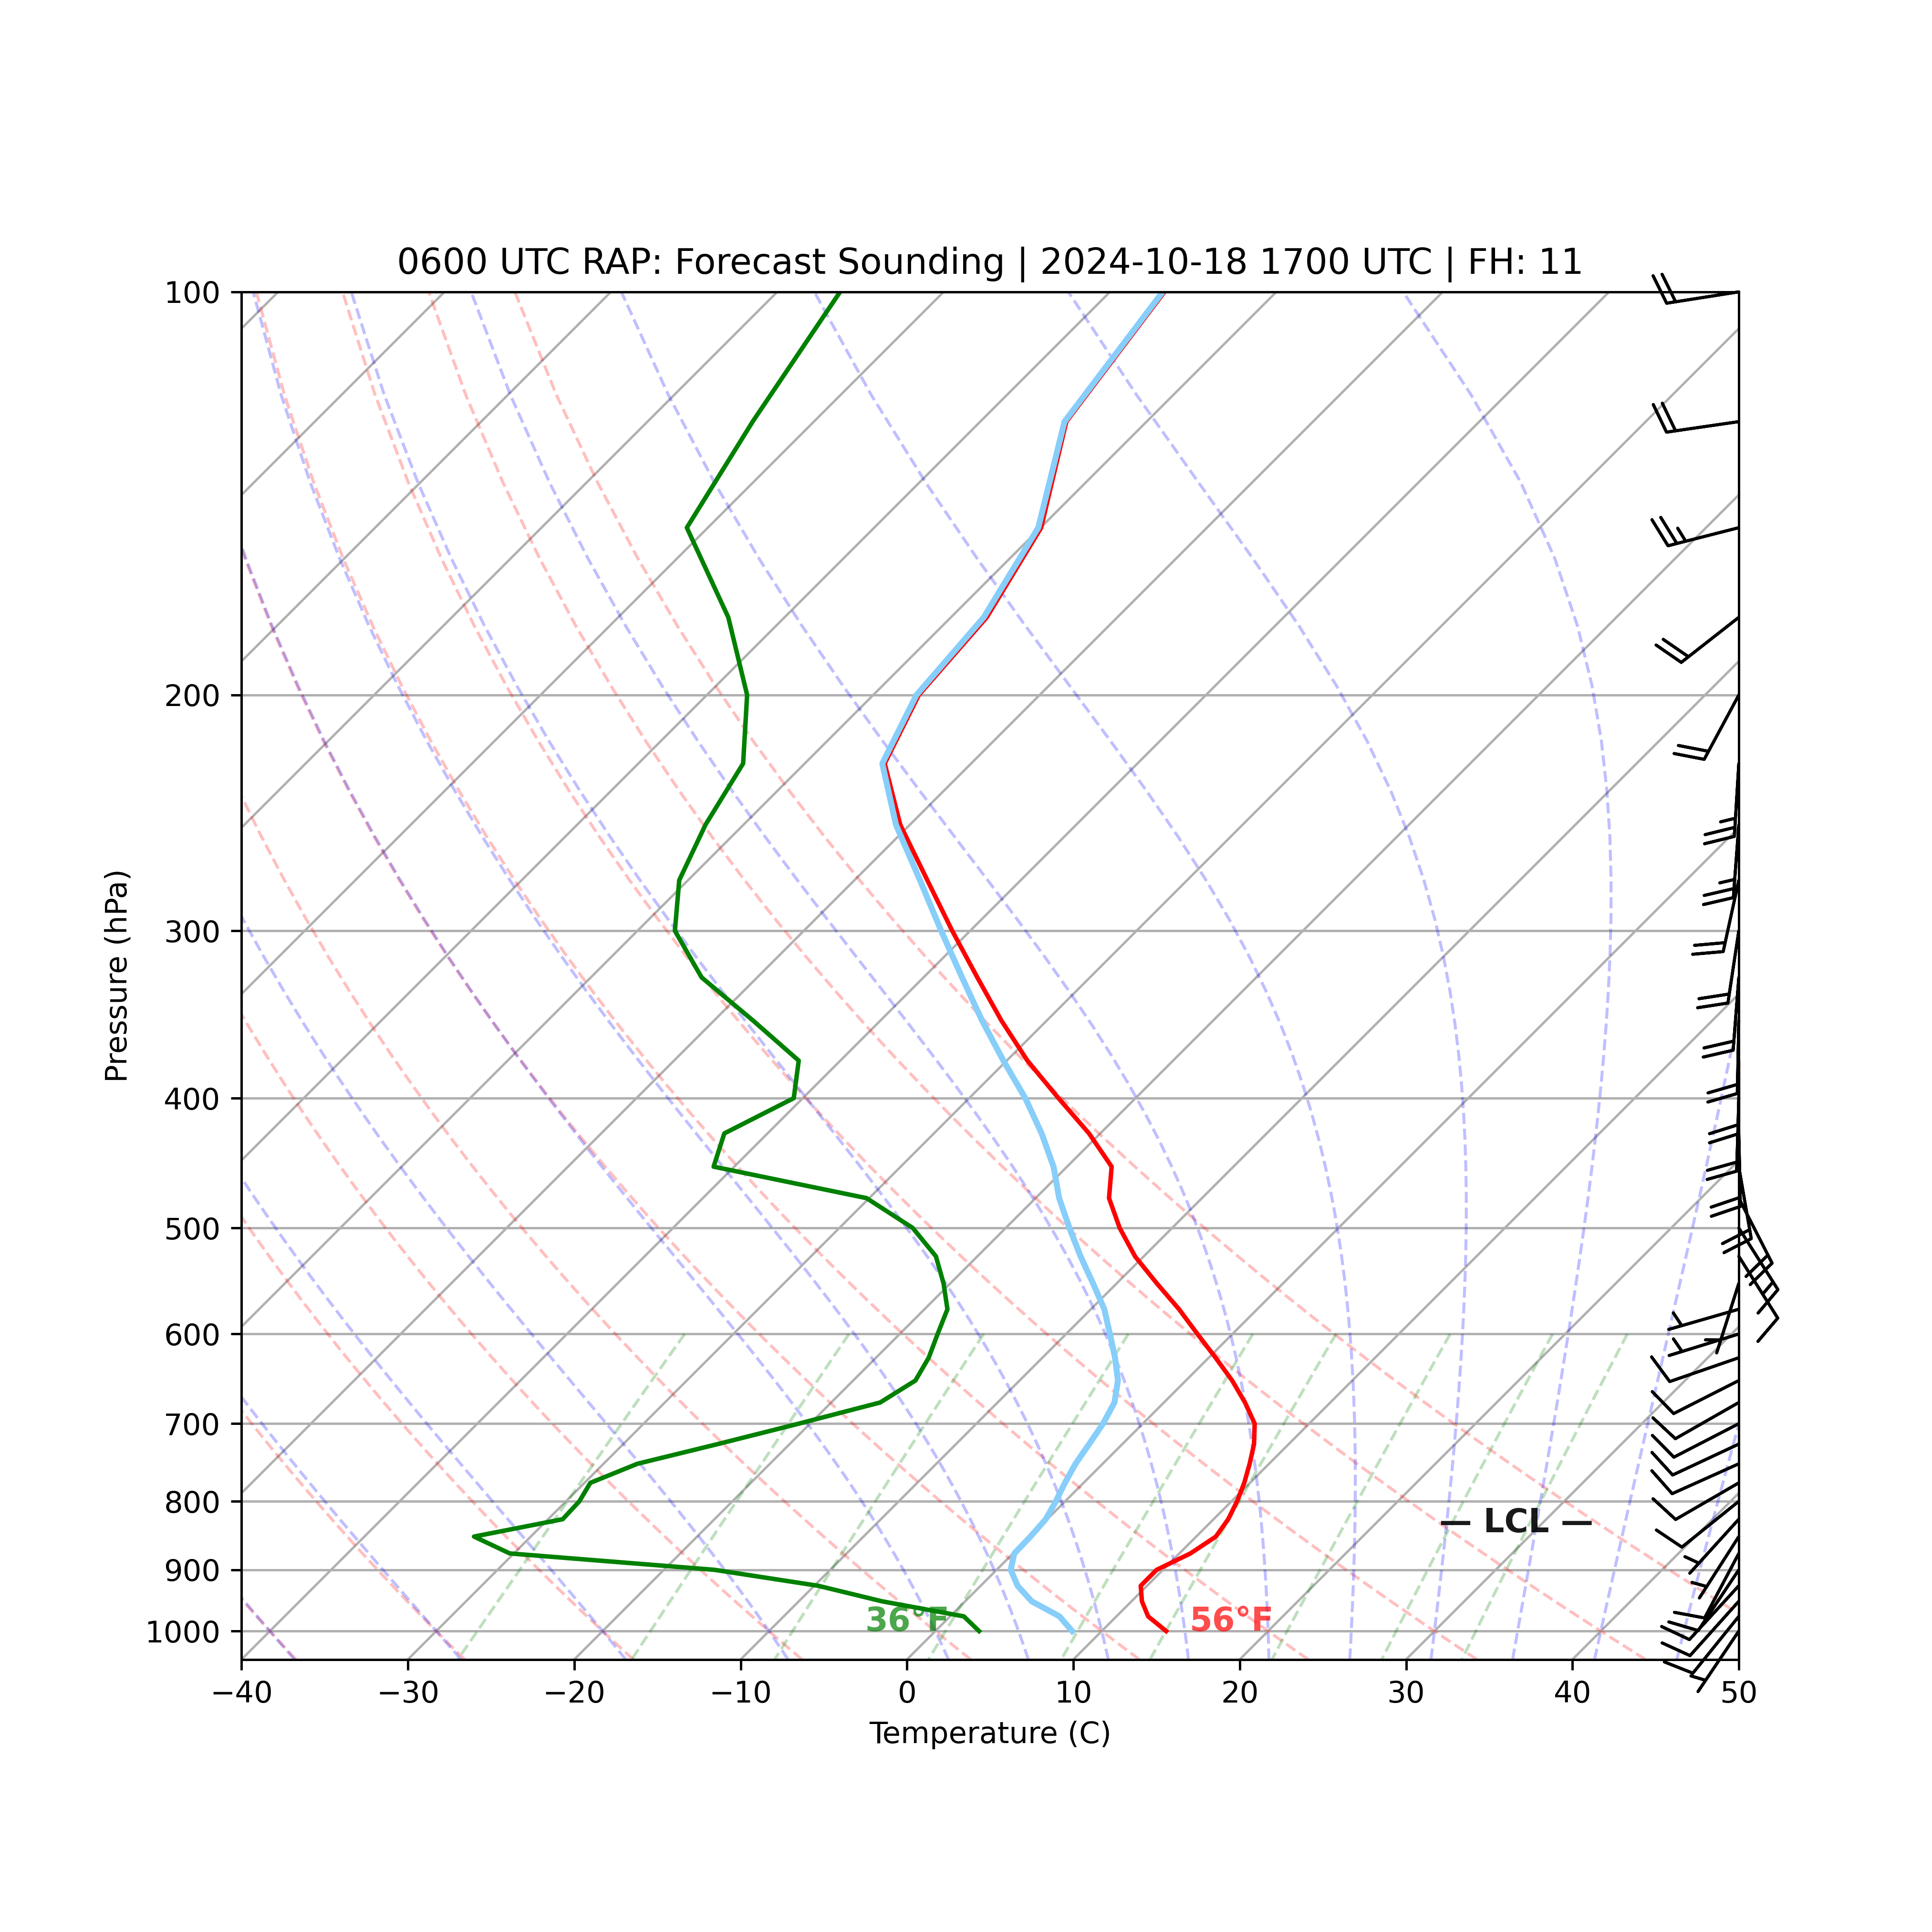 0600 UTC RAP: Forecast Sounding | 2024-10-18 1700 UTC | FH: 11
100
200
300
400
500
600
700
800
900
1000
Pressure (hPa)
— LCL —
36°F
56°F
−40 −30 −20 −10 0 10 20 30 40 50
Temperature (C)